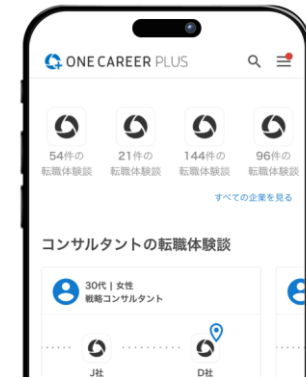 ONE CAREER PLUS
54件の
転職体験談
21件の
転職体験談
144件の
転職体験談
96件の
転職体験談
すべての企業を見る
コンサルタントの転職体験談
30代 | 女性
戦略コンサルタント
J社
D社